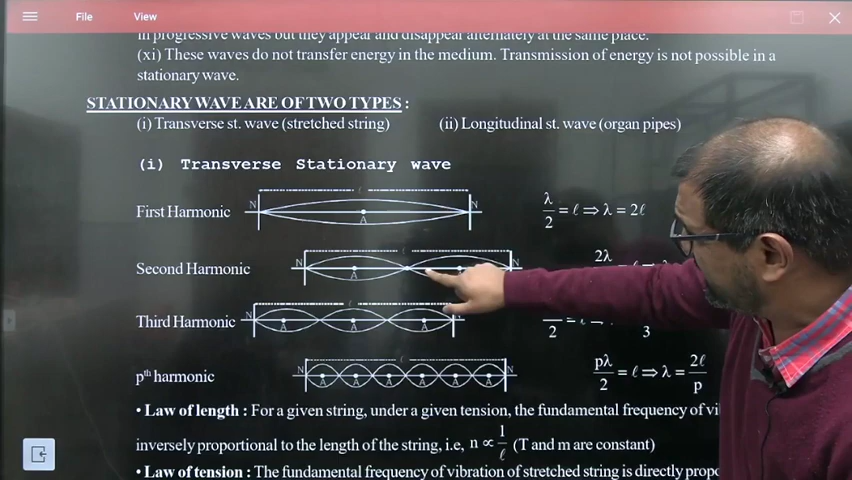 File View
in progressive waves but they appear and disappear alternately at the same place.
(xi) These waves do not transfer energy in the medium. Transmission of energy is not possible in a
stationary wave.
STATIONARY WAVE ARE OF TWO TYPES :
(i) Transverse st. wave (stretched string) (ii) Longitudinal st. wave (organ pipes)
(i) Transverse Stationary wave
First Harmonic N ℓ N A λ/2 = ℓ ⇒ λ = 2ℓ
Second Harmonic N ℓ N A 2λ
Third Harmonic N ℓ A A A 2 = ℓ ⇒ 3
pth harmonic N ℓ N A A A A A A pλ/2 = ℓ ⇒ λ = 2ℓ/p
• Law of length : For a given string, under a given tension, the fundamental frequency of
inversely proportional to the length of the string, i.e, n ∝ 1/ℓ (T and m are constant)
• Law of tension : The fundamental frequency of vibration of stretched string is directly